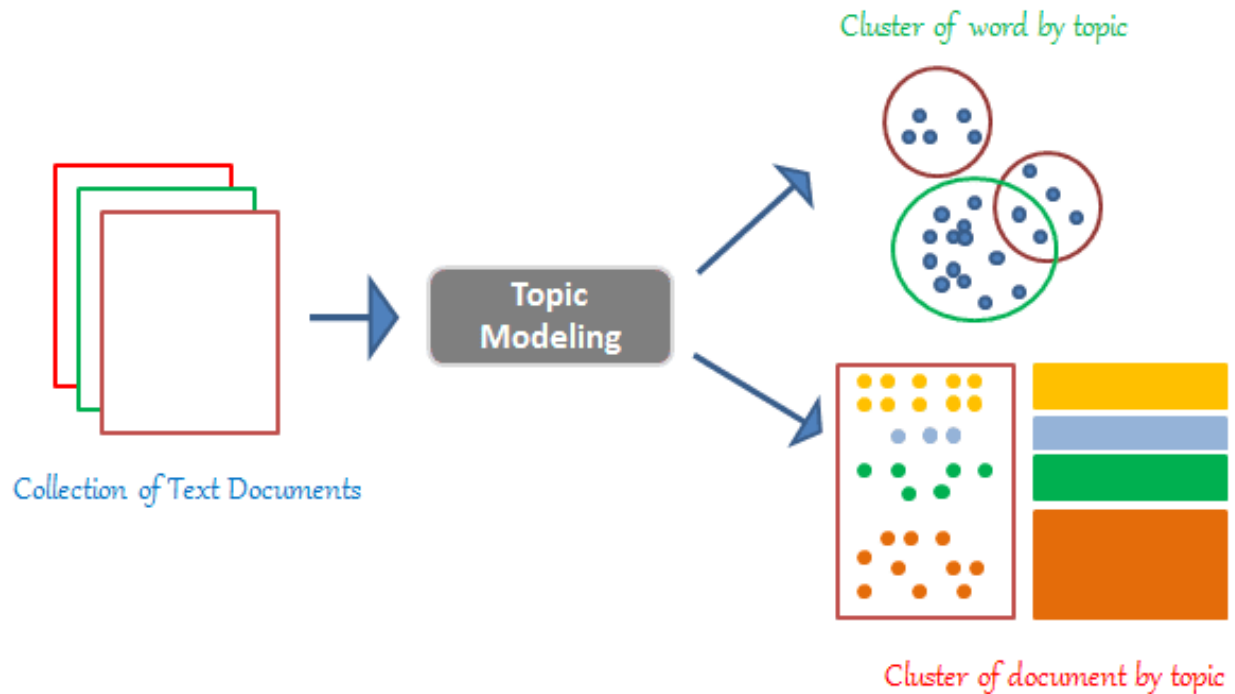 Cluster of word by topic
Topic
Modeling
Collection of Text Documents
Cluster of document by topic